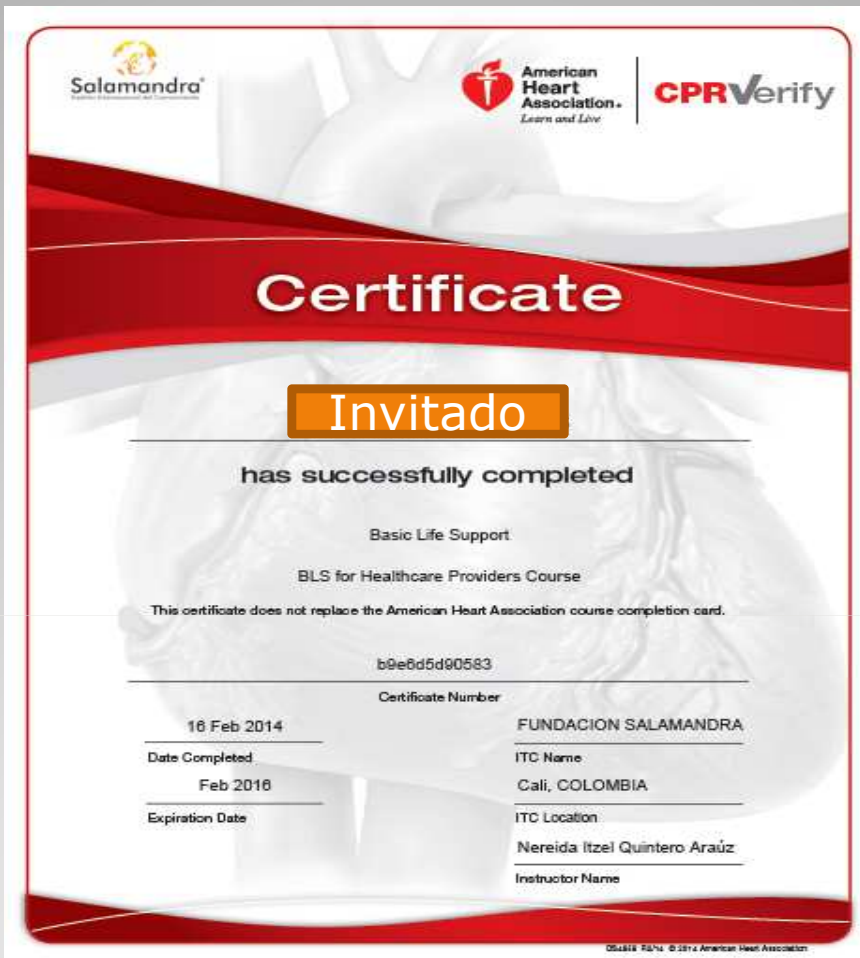 Salamandra
American
Heart
Association.
Learn and Live
CPRVerify
Certificate
Invitado
has successfully completed
Basic Life Support
BLS for Healthcare Providers Course
This certificate does not replace the American Heart Association course completion card.
b9e6d5d90583
Certificate Number
16 Feb 2014
Date Completed
Feb 2016
Expiration Date
FUNDACION SALAMANDRA
ITC Name
Cali, COLOMBIA
ITC Location
Nereida Itzel Quintero Araúz
Instructor Name
© 2014 American Heart Association